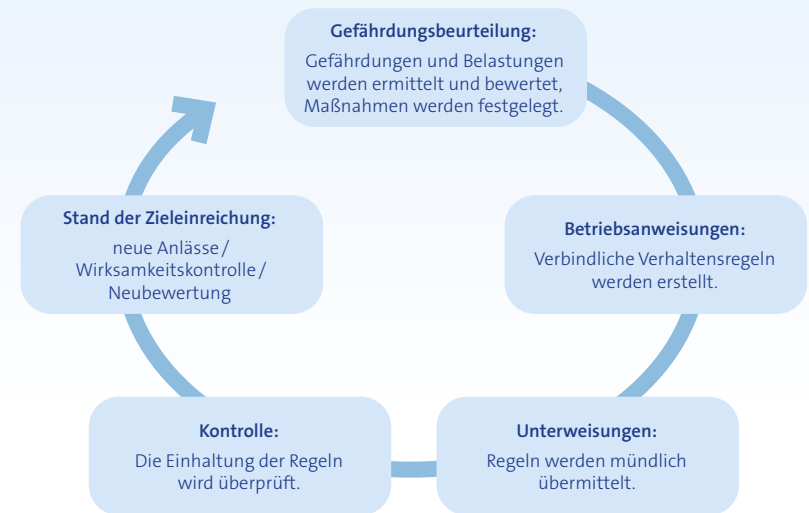 Gefährdungsbeurteilung:
Gefährdungen und Belastungen
werden ermittelt und bewertet,
Maßnahmen werden festgelegt.
Betriebsanweisungen:
Verbindliche Verhaltensregeln
werden erstellt.
Unterweisungen:
Regeln werden mündlich
übermittelt.
Kontrolle:
Die Einhaltung der Regeln
wird überprüft.
Stand der Zieleinreichung:
neue Anlässe/
Wirksamkeitskontrolle/
Neubewertung